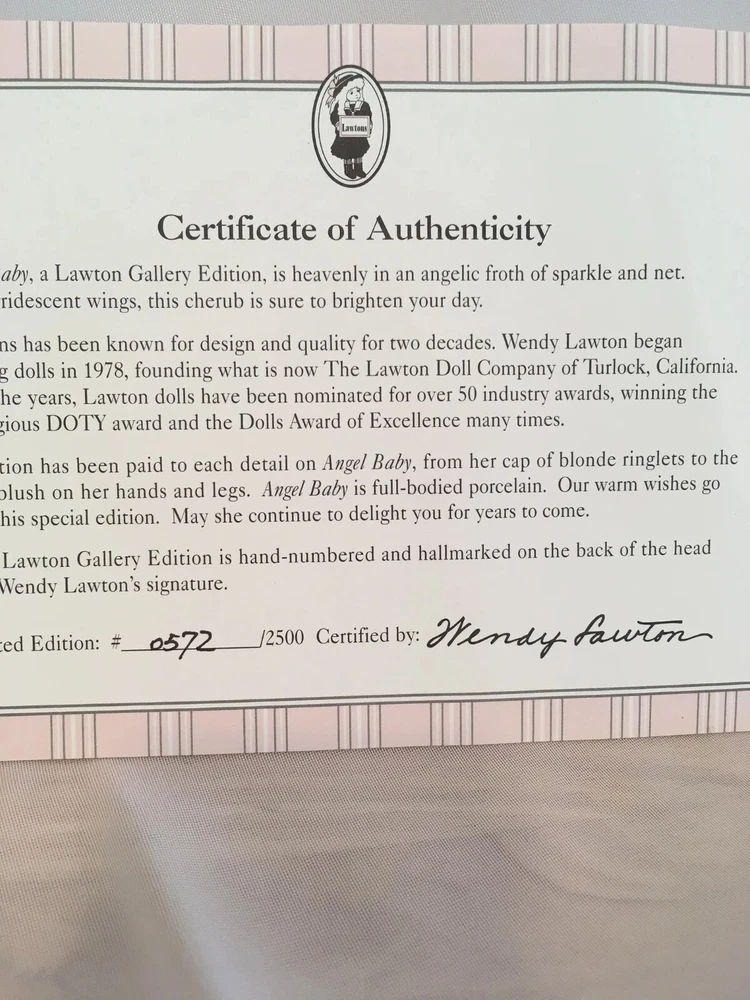 Lawtons
Certificate of Authenticity
aby, a Lawton Gallery Edition, is heavenly in an angelic froth of sparkle and net.
ridescent wings, this cherub is sure to brighten your day.
ns has been known for design and quality for two decades. Wendy Lawton began
g dolls in 1978, founding what is now The Lawton Doll Company of Turlock, California.
he years, Lawton dolls have been nominated for over 50 industry awards, winning the
gious DOTY award and the Dolls Award of Excellence many times.
tion has been paid to each detail on Angel Baby, from her cap of blonde ringlets to the
blush on her hands and legs. Angel Baby is full-bodied porcelain. Our warm wishes go
his special edition. May she continue to delight you for years to come.
Lawton Gallery Edition is hand-numbered and hallmarked on the back of the head
Wendy Lawton's signature.
ted Edition: # 0572 /2500 Certified by: Wendy Lawton